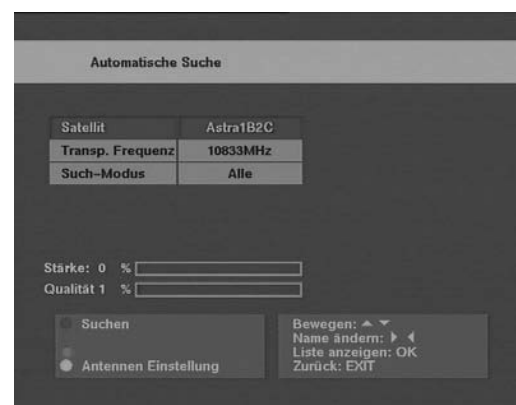 Automatische Suche
Satellit Astra1B2C
Transp. Frequenz 10833MHz
Such-Modus Alle
Stärke: 0 %
Qualität 1 %
Suchen
Antennen Einstellung
Bewegen: ▲ ▼
Name ändern: ▶ ◀
Liste anzeigen: OK
Zurück: EXIT